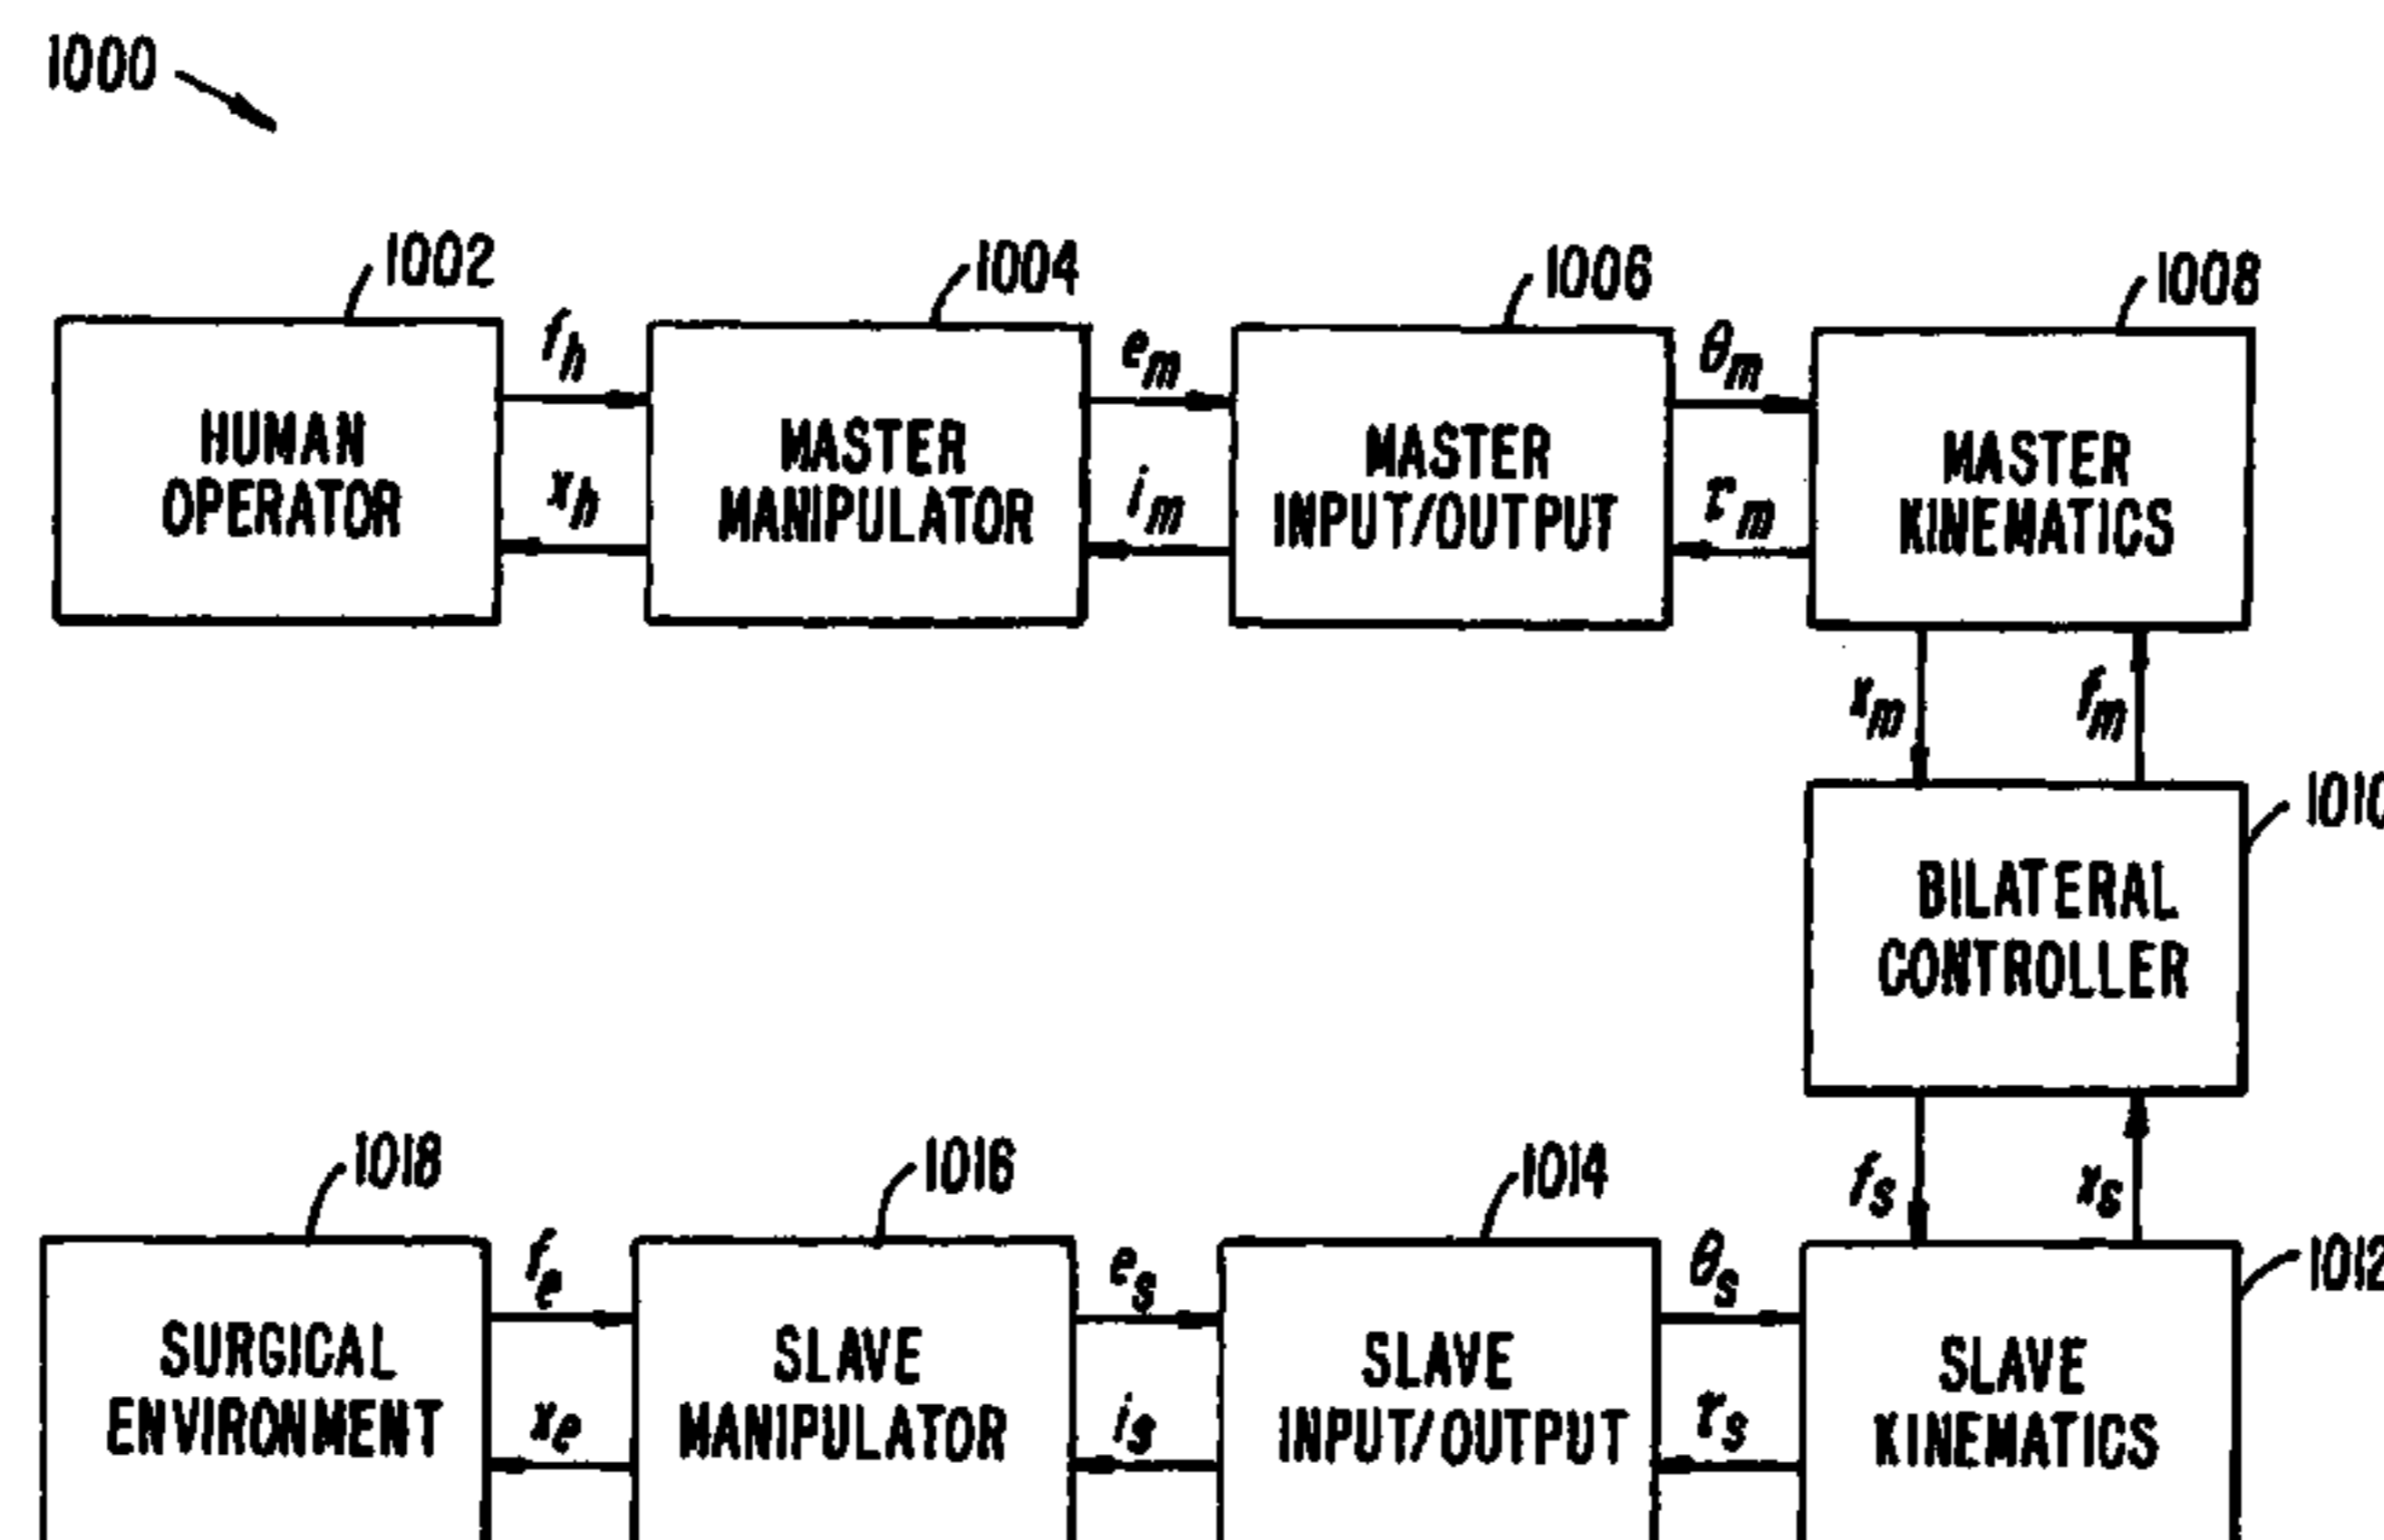 1000
1002
1004
1006
1008
f_h
e_m
θ_m
HUMAN
OPERATOR
MASTER
MANIPULATOR
MASTER
INPUT/OUTPUT
MASTER
KINEMATICS
x_h
i_m
τ_m
x_m
f_m
1010
BILATERAL
CONTROLLER
f_s
x_s
1018
1016
1014
1012
f_e
e_s
θ_s
SURGICAL
ENVIRONMENT
SLAVE
MANIPULATOR
SLAVE
INPUT/OUTPUT
SLAVE
KINEMATICS
x_e
i_s
τ_s